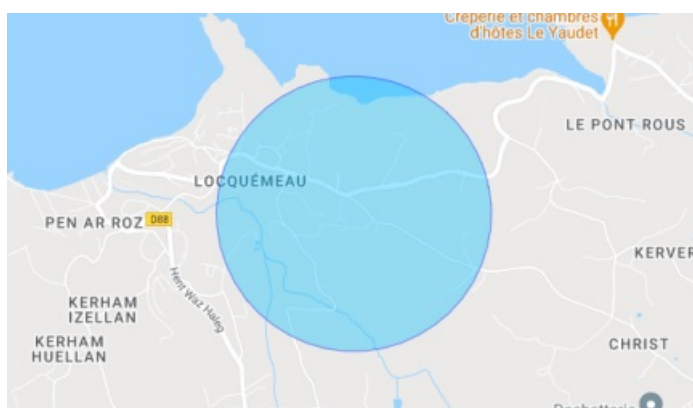 Crêperie et chambres
d'hôtes Le Yaudet
LE PONT ROUS
LOCQUÉMEAU
PEN AR ROZ
D88
KERVER
Hent Waz Haleg
KERHAM
IZELLAN
KERHAM
HUELLAN
CHRIST